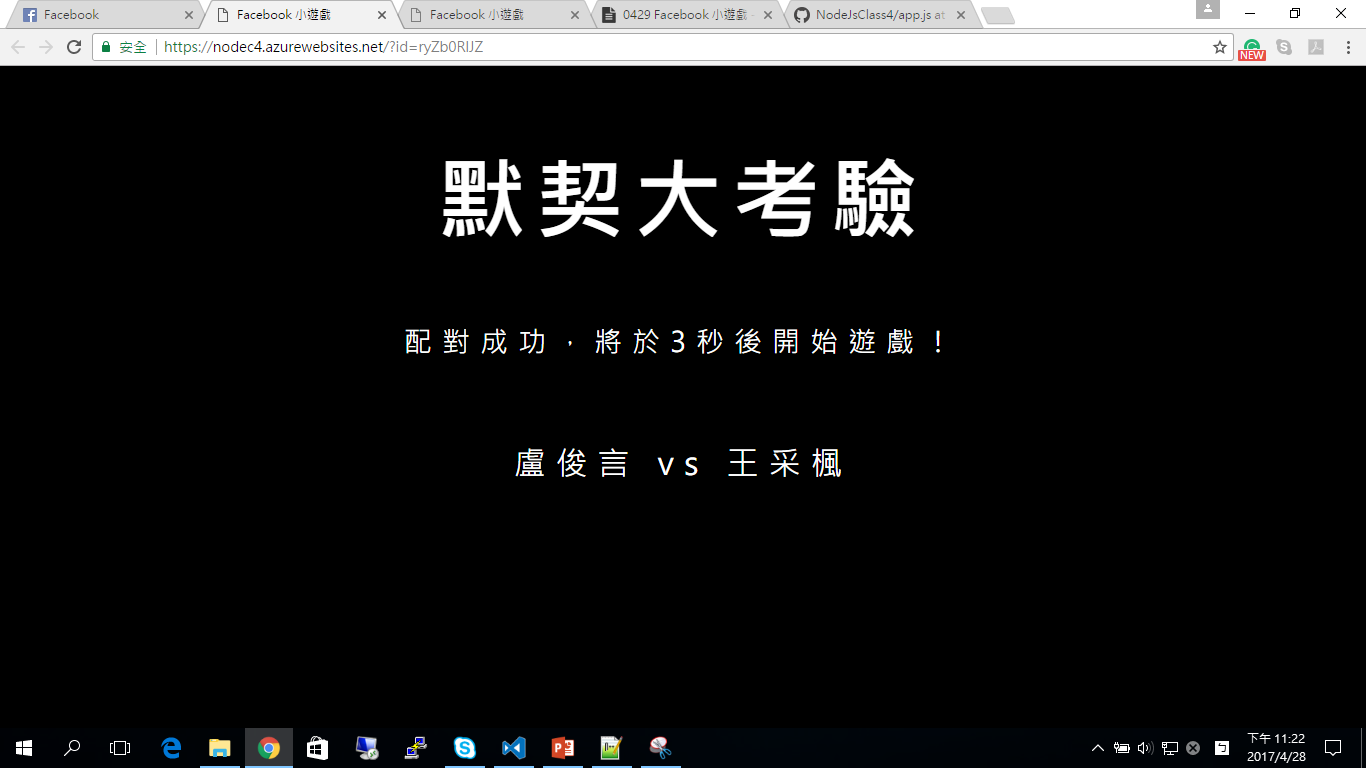 Facebook
Facebook 小遊戲
Facebook 小遊戲
0429 Facebook 小遊戲 -
NodeJsClass4/app.js at
安全
https://nodec4.azurewebsites.net/?id=ryZb0RlJZ
NEW
默契大考驗
配對成功，將於3秒後開始遊戲！
盧俊言 vs 王采楓
ㄅ
下午 11:22
2017/4/28